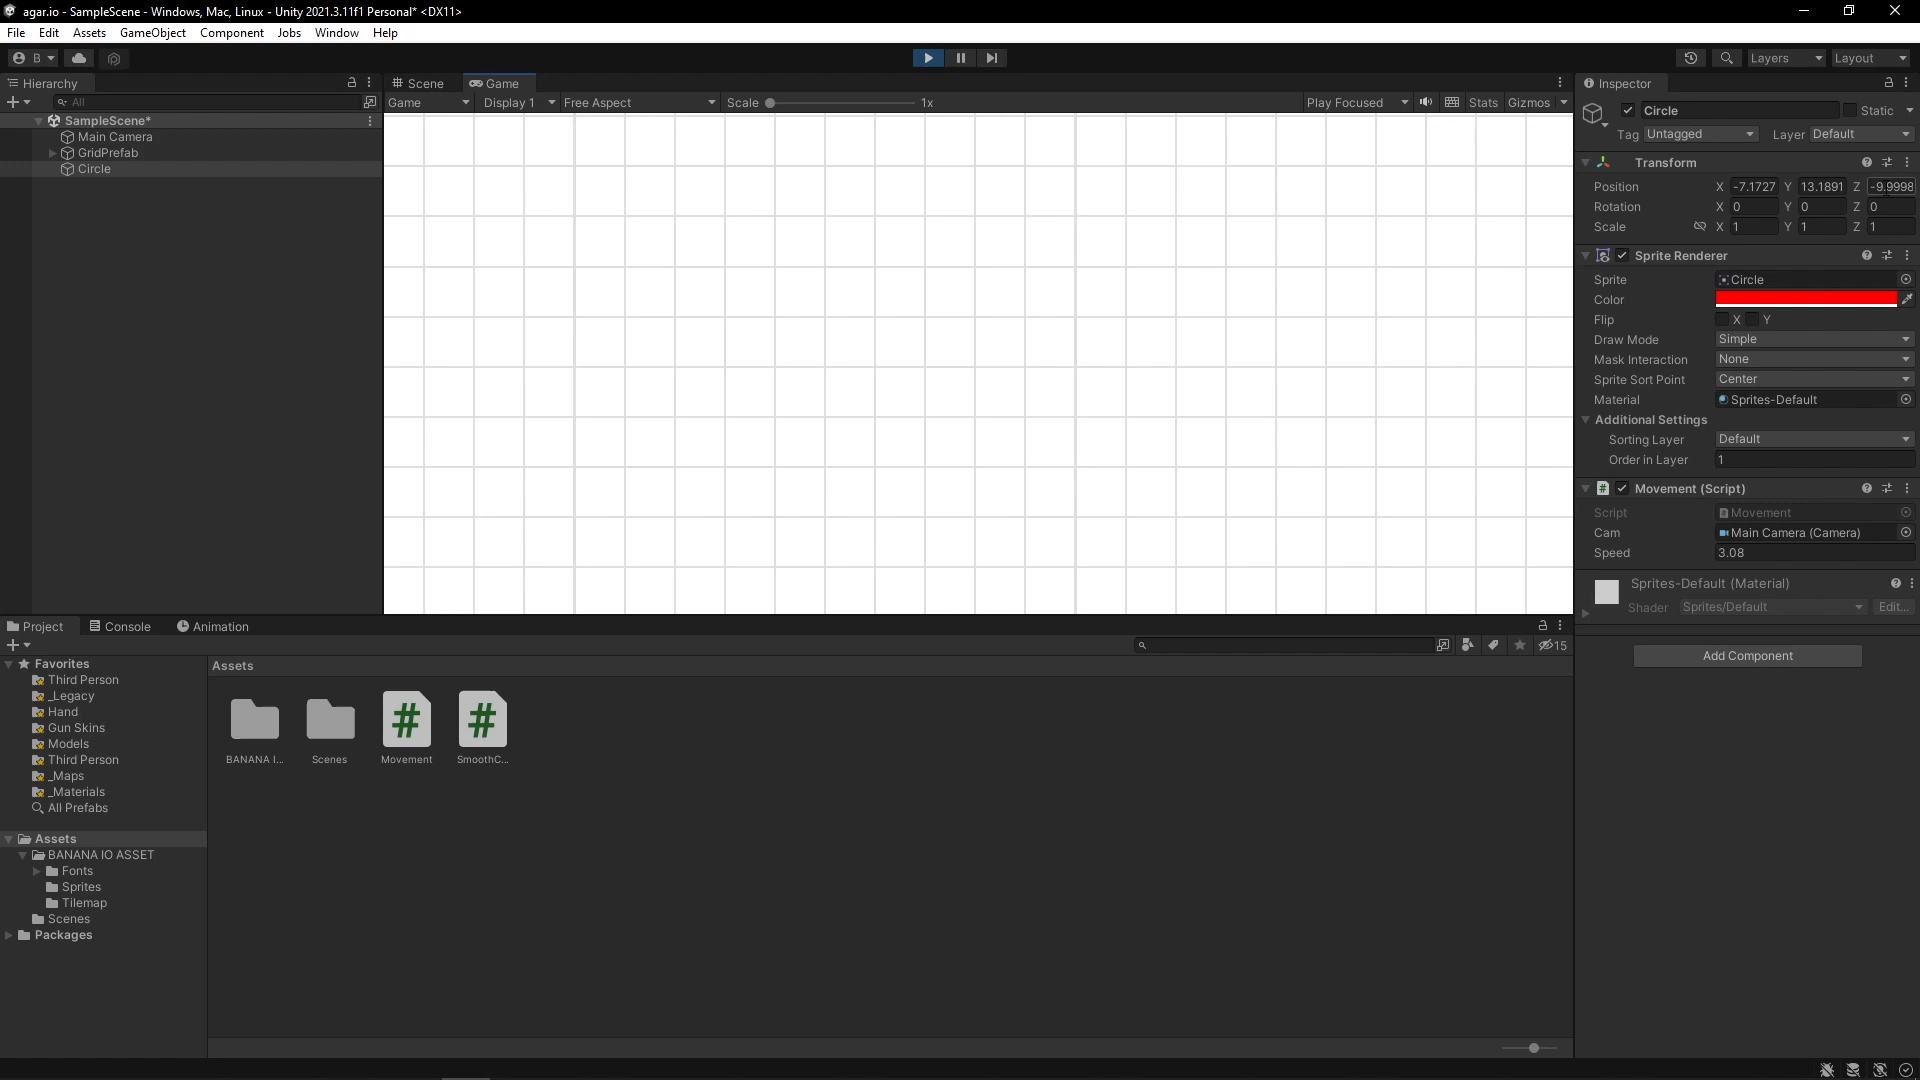 agar.io - SampleScene - Windows, Mac, Linux - Unity 2021.3.11f1 Personal* <DX11>
File Edit Assets GameObject Component Jobs Window Help
B Layers Layout
Hierarchy
All
SampleScene*
Main Camera
GridPrefab
Circle
Scene Game
Game Display 1 Free Aspect Scale 1x Play Focused Stats Gizmos
Inspector
Circle Static
Tag Untagged Layer Default
Transform
Position X -7.1727 Y 13.1891 Z -9.9998
Rotation X 0 Y 0 Z 0
Scale X 1 Y 1 Z 1
Sprite Renderer
Sprite Circle
Color
Flip X Y
Draw Mode Simple
Mask Interaction None
Sprite Sort Point Center
Material Sprites-Default
Additional Settings
Sorting Layer Default
Order in Layer 1
# Movement (Script)
Script Movement
Cam Main Camera (Camera)
Speed 3.08
Sprites-Default (Material)
Shader Sprites/Default Edit...
Add Component
Project Console Animation
15
Favorites
Third Person
_Legacy
Hand
Gun Skins
Models
Third Person
_Maps
_Materials
All Prefabs
Assets
BANANA IO ASSET
Fonts
Sprites
Tilemap
Scenes
Packages
Assets
# #
BANANA I... Scenes Movement SmoothC...